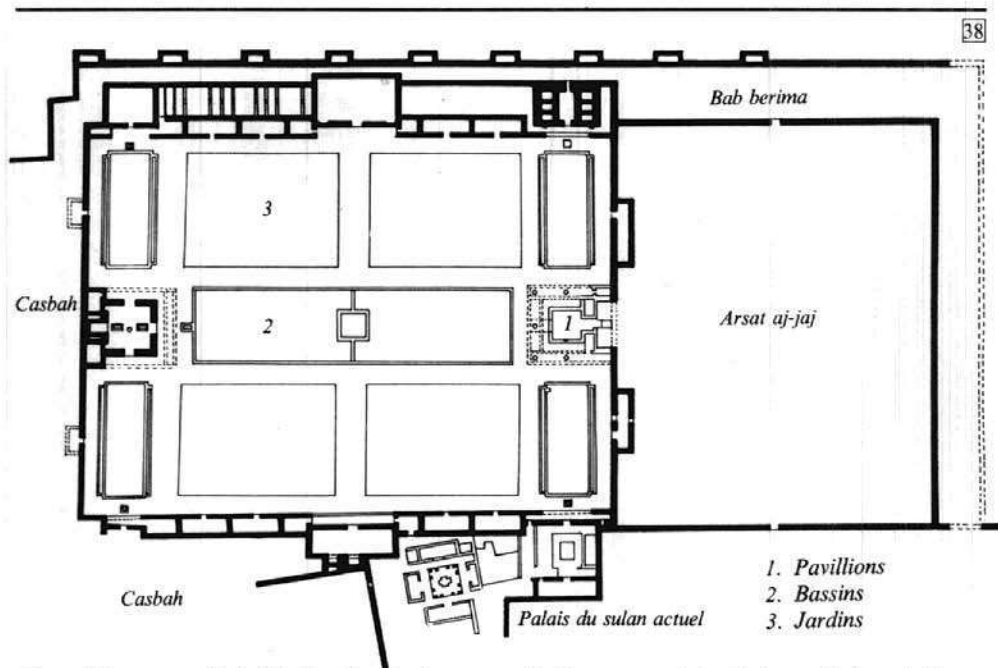 38
Bab berima
3
Casbah
2
1
Arsat aj-jaj
Casbah
Palais du sulan actuel
1. Pavillions
2. Bassins
3. Jardins